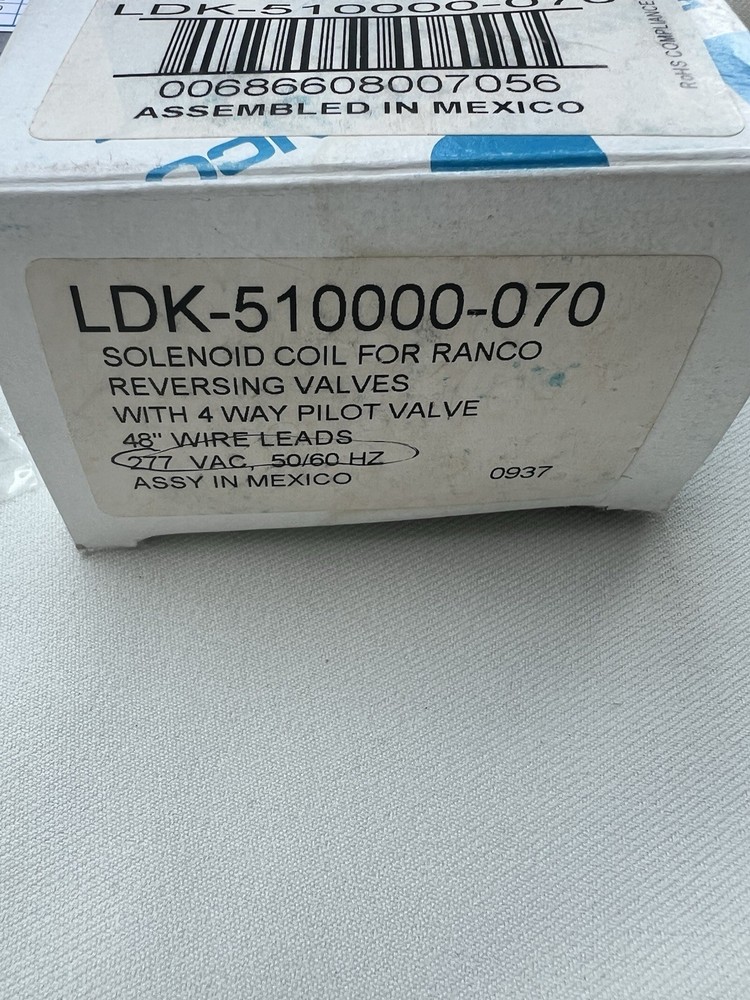 LDK-510000-070
00686608007056
ASSEMBLED IN MEXICO
RoHS COMPLIANCE
LDK-510000-070
SOLENOID COIL FOR RANCO
REVERSING VALVES
WITH 4 WAY PILOT VALVE
48" WIRE LEADS
277 VAC, 50/60 HZ
ASSY IN MEXICO
0937